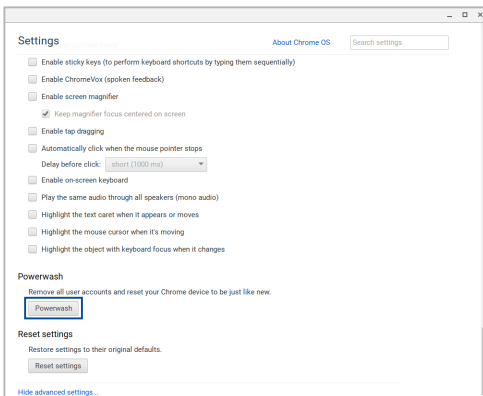 Settings
About Chrome OS
Search settings
Enable sticky keys (to perform keyboard shortcuts by typing them sequentially)
Enable ChromeVox (spoken feedback)
Enable screen magnifier
Keep magnifier focus centered on screen
Enable tap dragging
Automatically click when the mouse pointer stops
Delay before click: short (1000 ms)
Enable on-screen keyboard
Play the same audio through all speakers (mono audio)
Highlight the text caret when it appears or moves
Highlight the mouse cursor when it's moving
Highlight the object with keyboard focus when it changes
Powerwash
Remove all user accounts and reset your Chrome device to be just like new.
Powerwash
Reset settings
Restore settings to their original defaults.
Reset settings
Hide advanced settings...